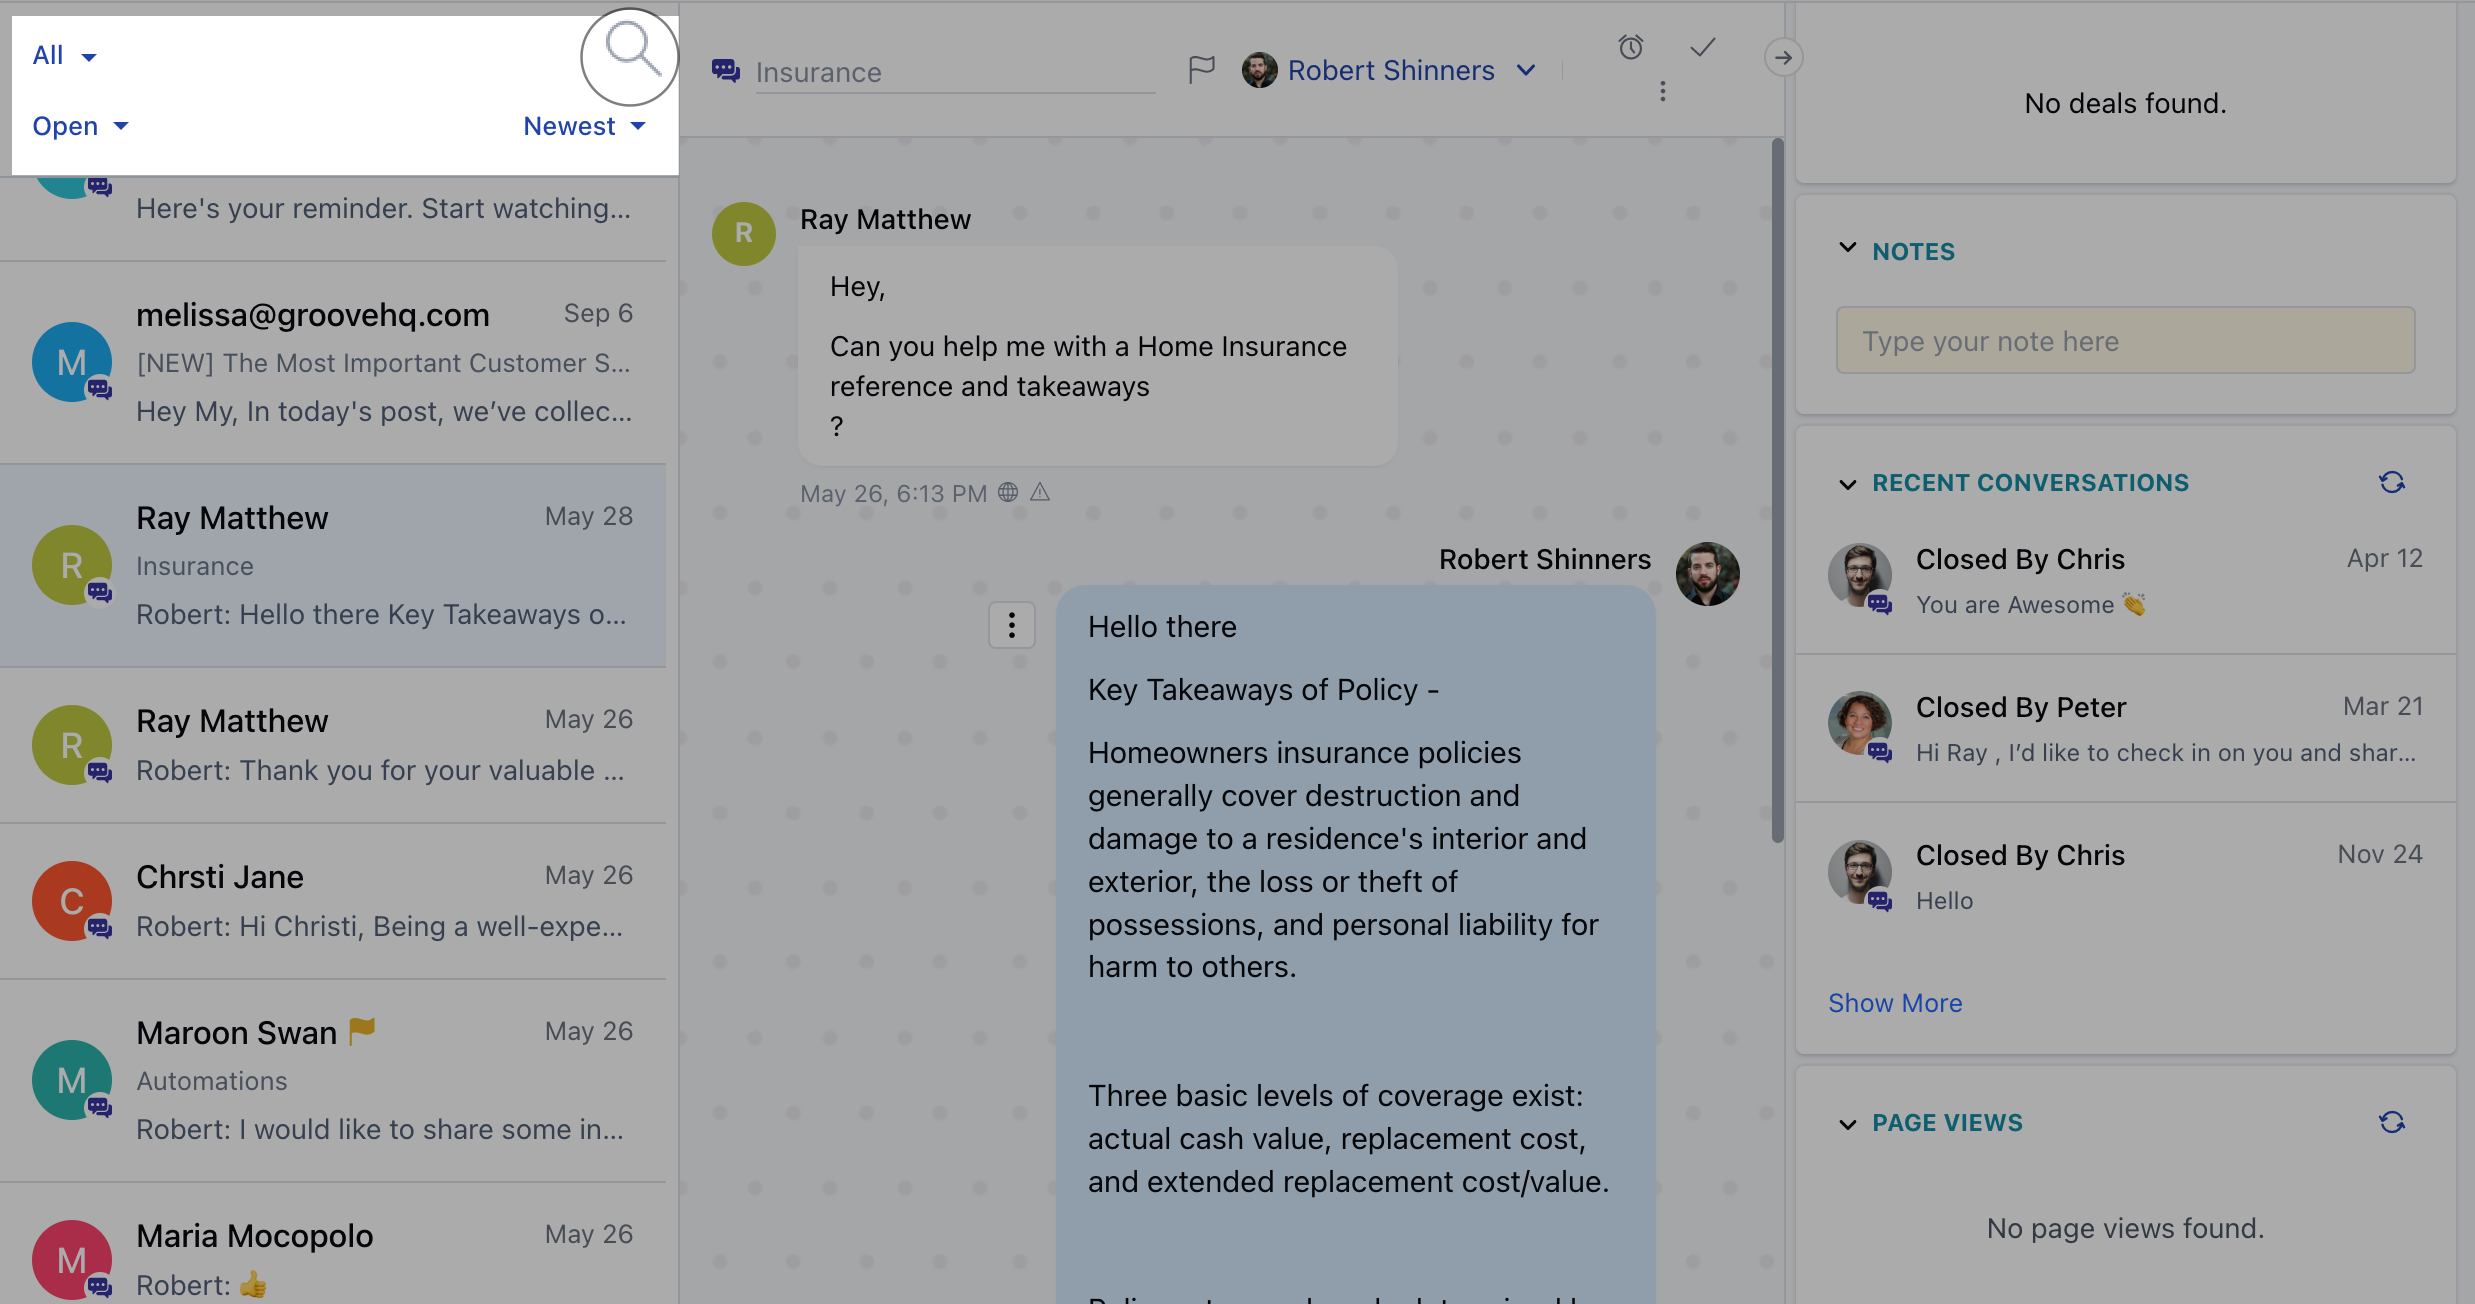 All
Open
Newest
Here's your reminder. Start watching...
melissa@groovehq.com
Sep 6
M
[NEW] The Most Important Customer S...
Hey My, In today's post, we’ve collec...
Ray Matthew
May 28
R
Insurance
Robert: Hello there Key Takeaways o...
Ray Matthew
May 26
R
Robert: Thank you for your valuable ...
Chrsti Jane
May 26
C
Robert: Hi Christi, Being a well-expe...
Maroon Swan
May 26
M
Automations
Robert: I would like to share some in...
Maria Mocopolo
May 26
M
Robert: 👍
Insurance
Robert Shinners
R
Ray Matthew
Hey,
Can you help me with a Home Insurance
reference and takeaways
?
May 26, 6:13 PM
Robert Shinners
Hello there
Key Takeaways of Policy -
Homeowners insurance policies
generally cover destruction and
damage to a residence's interior and
exterior, the loss or theft of
possessions, and personal liability for
harm to others.
Three basic levels of coverage exist:
actual cash value, replacement cost,
and extended replacement cost/value.
No deals found.
NOTES
Type your note here
RECENT CONVERSATIONS
Closed By Chris
Apr 12
You are Awesome 👏
Closed By Peter
Mar 21
Hi Ray , I’d like to check in on you and shar...
Closed By Chris
Nov 24
Hello
Show More
PAGE VIEWS
No page views found.